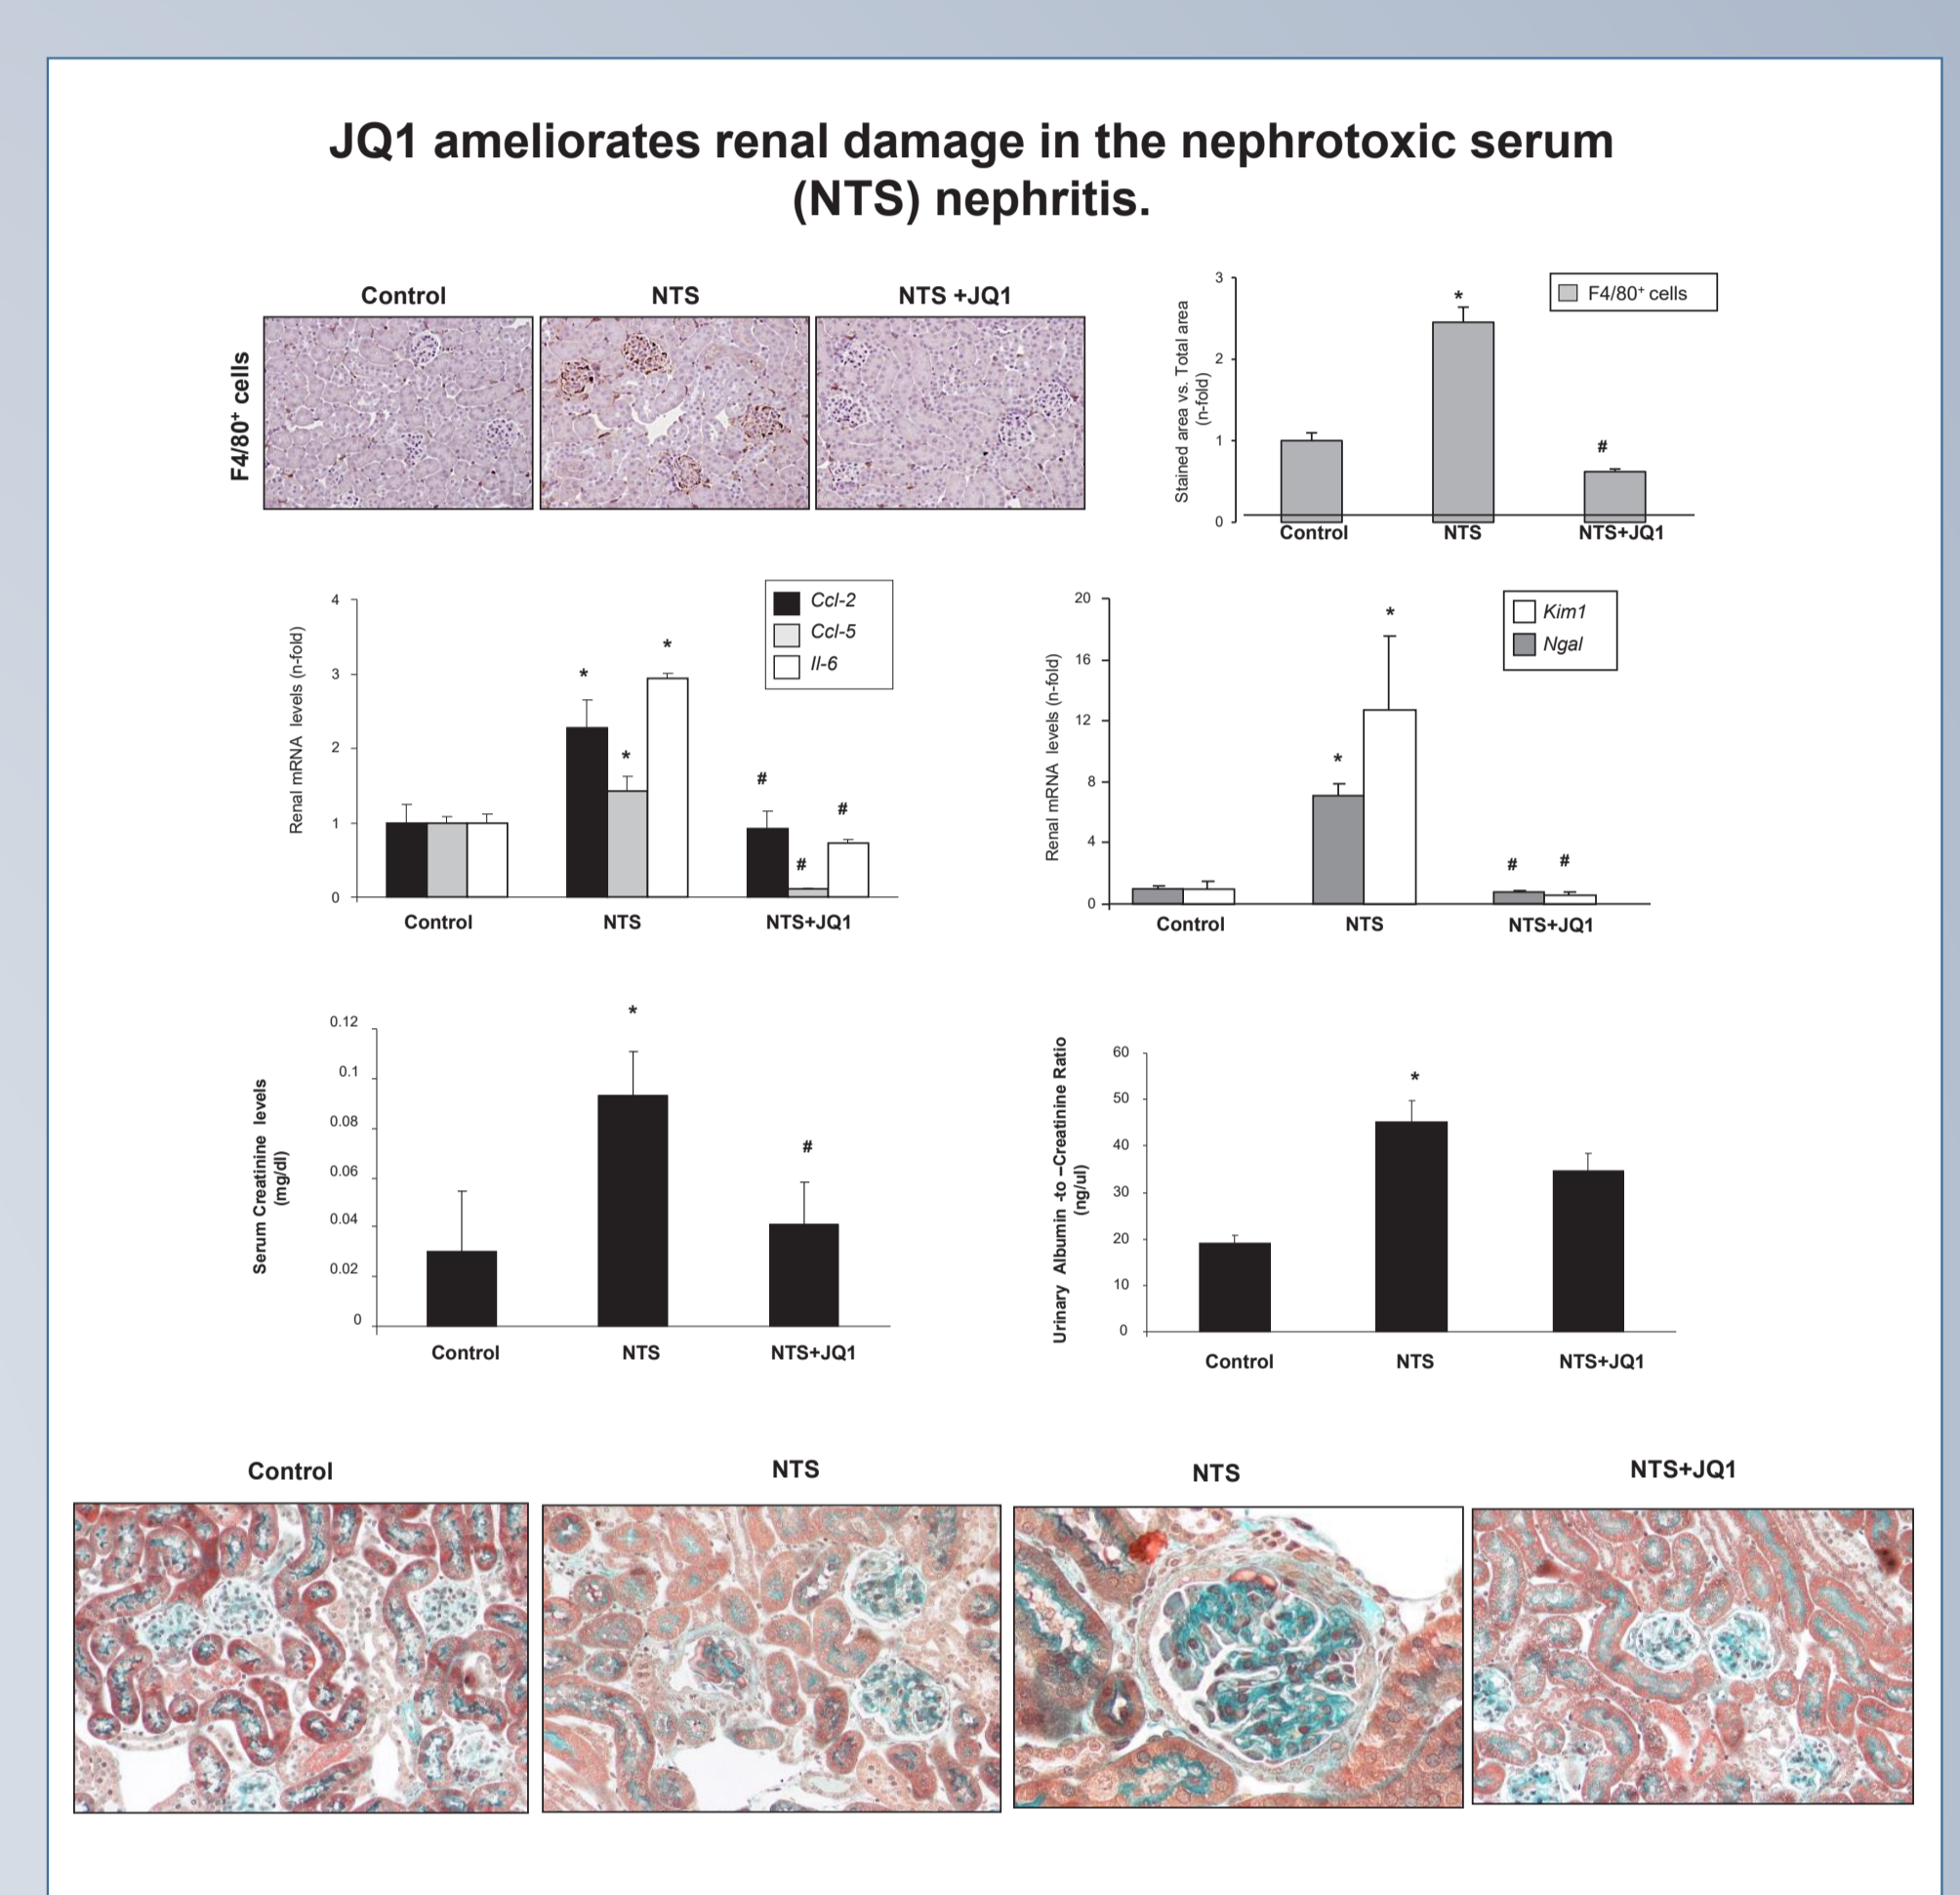 JQ1 ameliorates renal damage in the nephrotoxic serum
(NTS) nephritis.
Control
NTS
NTS +JQ1
F4/80+ cells
Stained area vs. Total area
(n-fold)
3
2
1
0
*
#
F4/80+ cells
Control
NTS
NTS+JQ1
Renal mRNA levels (n-fold)
4
3
2
1
0
*
*
*
#
#
#
Ccl-2
Ccl-5
Il-6
Control
NTS
NTS+JQ1
Renal mRNA levels (n-fold)
20
16
12
8
4
0
*
*
#
#
Kim1
Ngal
Control
NTS
NTS+JQ1
Serum Creatinine levels
(mg/dl)
0.12
0.1
0.08
0.06
0.04
0.02
0
*
#
Control
NTS
NTS+JQ1
Urinary Albumin -to –Creatinine Ratio
(ng/ul)
60
50
40
30
20
10
0
*
Control
NTS
NTS+JQ1
Control
NTS
NTS
NTS+JQ1